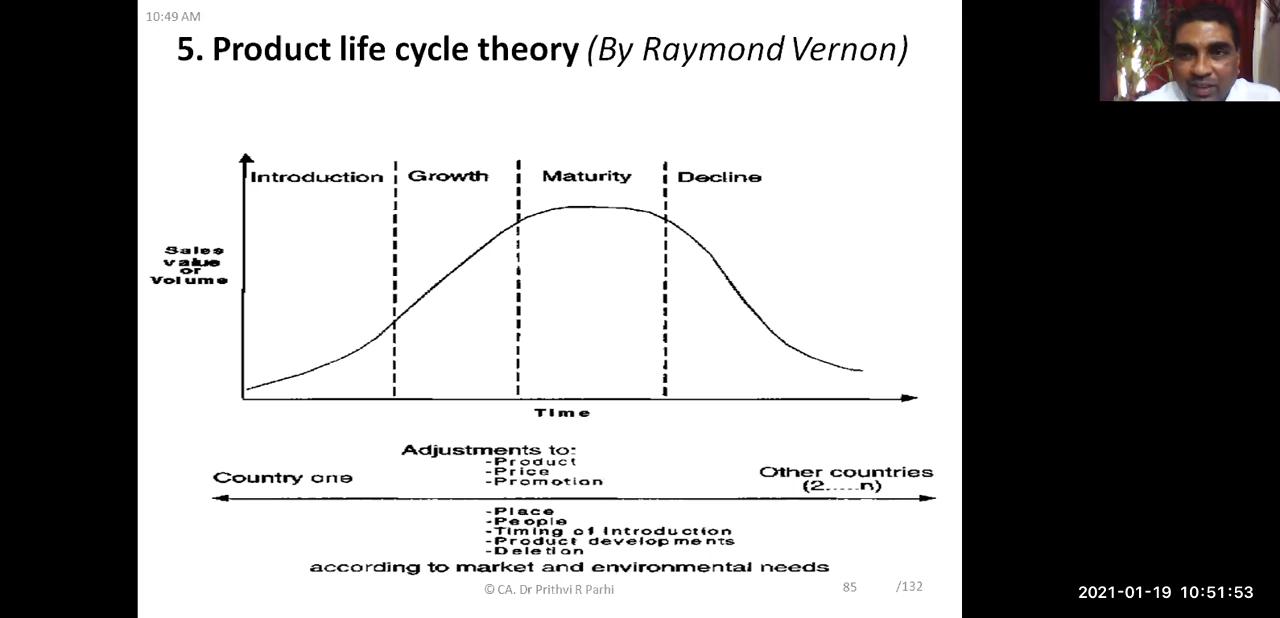 10:49 AM
5. Product life cycle theory (By Raymond Vernon)
Introduction
Growth
Maturity
Decline
Sales
value
or
Volume
Time
Adjustments to:
-Product
-Price
-Promotion
Country one
Other countries
(2.....n)
-Place
-People
-Timing of Introduction
-Product developments
-Deletion
according to market and environmental needs
© CA. Dr Prithvi R Parhi
85 /132
2021-01-19 10:51:53